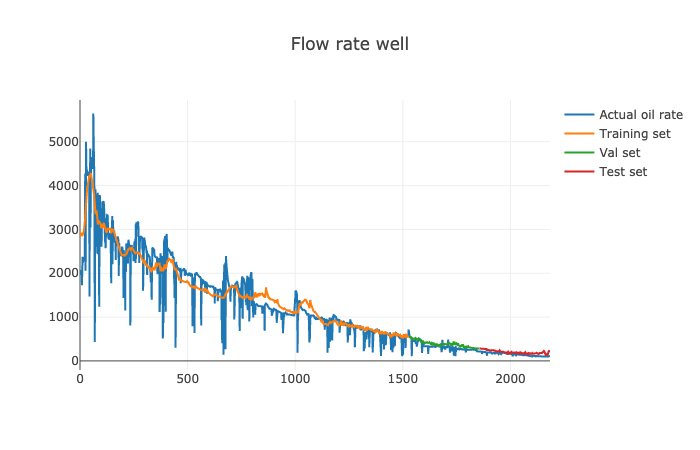 Flow rate well
Actual oil rate
Training set
Val set
Test set
5000
4000
3000
2000
1000
0
0
500
1000
1500
2000